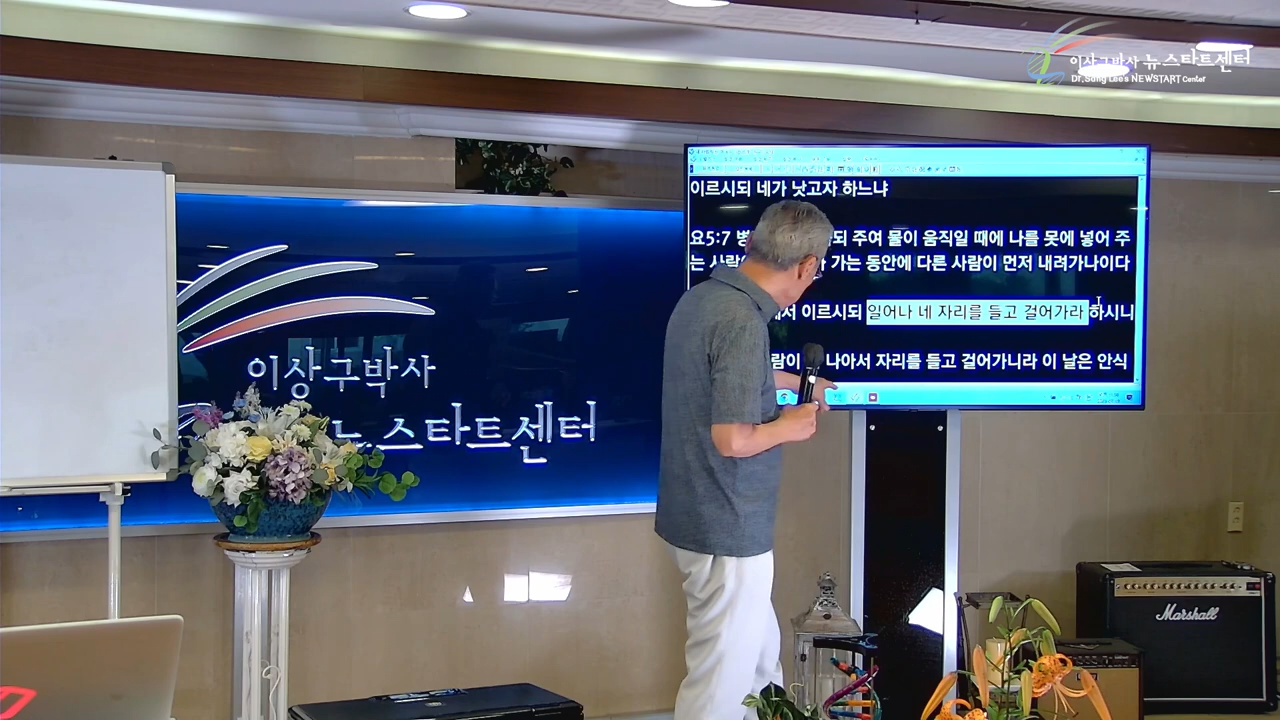 이상구박사 뉴스타트센터
Dr. Sang Lee's NEWSTART Center
이르시되 네가 낫고자 하느냐
요5:7 병 되 주여 물이 움직일 때에 나를 못에 넣어 주
는 사람 가는 동안에 다른 사람이 먼저 내려가나이다
서 이르시되 일어나 네 자리를 들고 걸어가라 하시니
람이 나아서 자리를 들고 걸어가니라 이 날은 안식
이상구박사
뉴스타트센터
Marshall